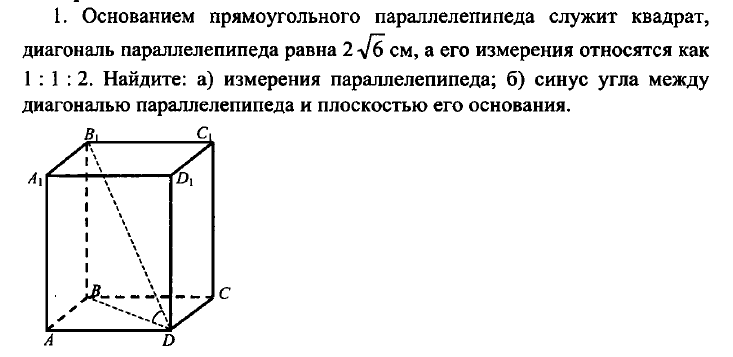 1. Основанием прямоугольного параллелепипеда служит квадрат,
диагональ параллелепипеда равна 2√6 см, а его измерения относятся как
1 : 1 : 2. Найдите: а) измерения параллелепипеда; б) синус угла между
диагональю параллелепипеда и плоскостью его основания.
B₁
C₁
A₁
D₁
B
C
A
D